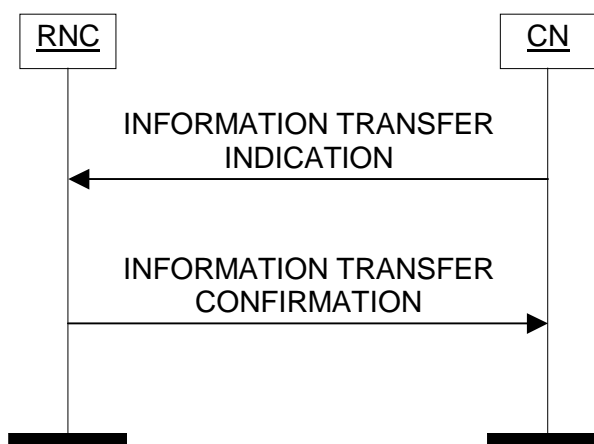 RNC
CN
INFORMATION TRANSFER
INDICATION
INFORMATION TRANSFER
CONFIRMATION